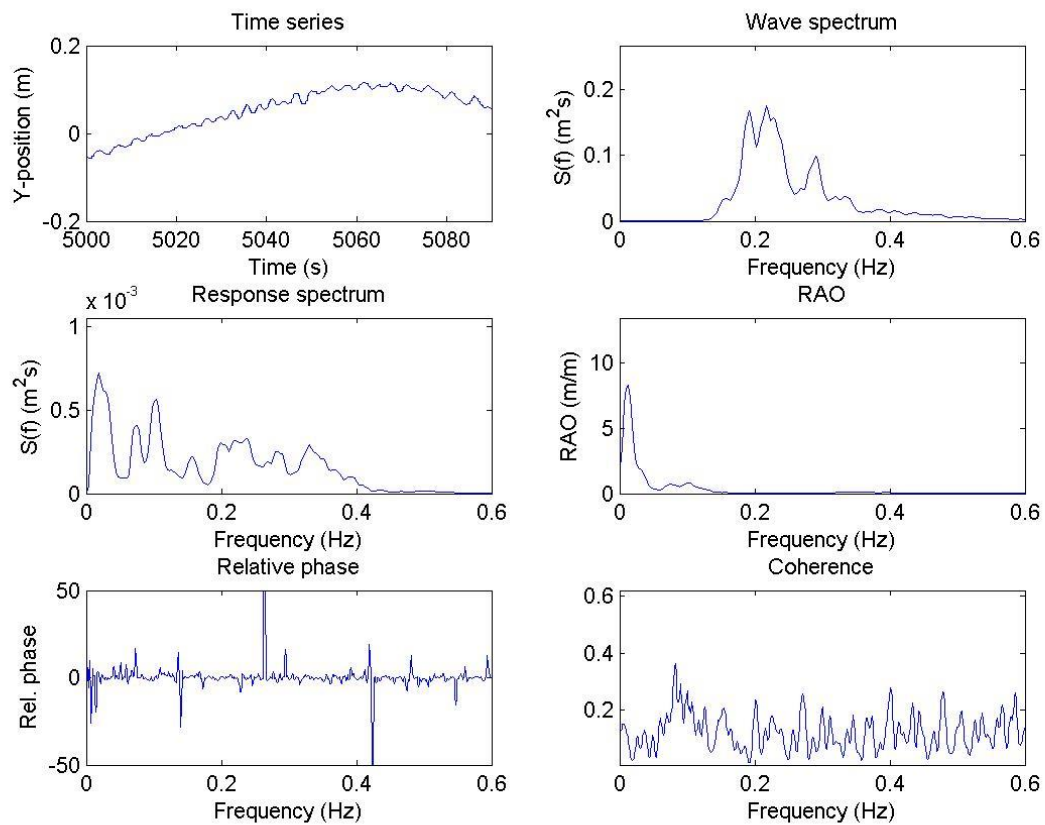 Time series
Y-position (m)
0.2
0
-0.2
5000 5020 5040 5060 5080
Time (s)
Wave spectrum
S(f) (m²s)
0.2
0.1
0
0 0.2 0.4 0.6
Frequency (Hz)
Response spectrum
x 10⁻³
S(f) (m²s)
1
0.5
0
0 0.2 0.4 0.6
Frequency (Hz)
RAO
RAO (m/m)
10
5
0
0 0.2 0.4 0.6
Frequency (Hz)
Relative phase
Rel. phase
50
0
-50
0 0.2 0.4 0.6
Frequency (Hz)
Coherence
0.6
0.4
0.2
0 0.2 0.4 0.6
Frequency (Hz)